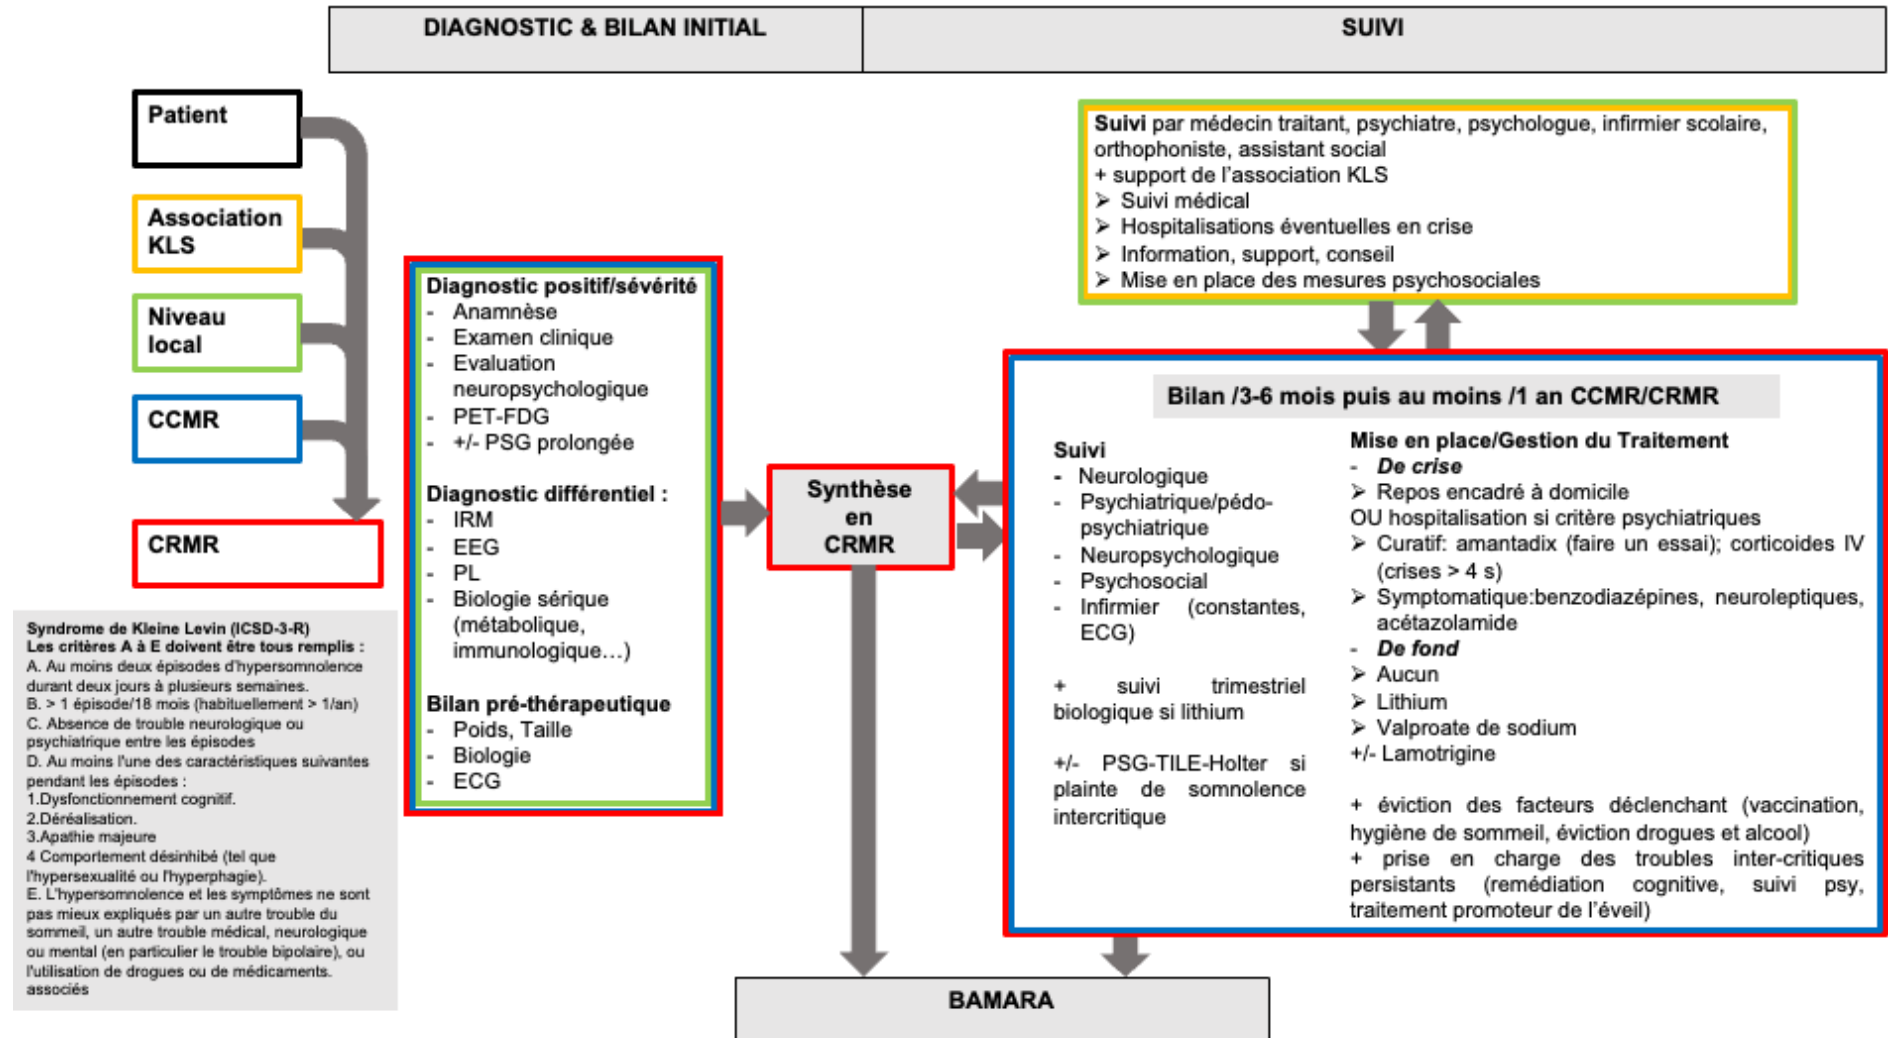 DIAGNOSTIC & BILAN INITIAL
SUIVI
Patient
Association
KLS
Niveau
local
CCMR
CRMR
Syndrome de Kleine Levin (ICSD-3-R)
Les critères A à E doivent être tous remplis :
A. Au moins deux épisodes d'hypersomnolence
durant deux jours à plusieurs semaines.
B. > 1 épisode/18 mois (habituellement > 1/an)
C. Absence de trouble neurologique ou
psychiatrique entre les épisodes
D. Au moins l'une des caractéristiques suivantes
pendant les épisodes :
1.Dysfonctionnement cognitif.
2.Déréalisation.
3.Apathie majeure
4 Comportement désinhibé (tel que
l'hypersexualité ou l'hyperphagie).
E. L'hypersomnolence et les symptômes ne sont
pas mieux expliqués par un autre trouble du
sommeil, un autre trouble médical, neurologique
ou mental (en particulier le trouble bipolaire), ou
l'utilisation de drogues ou de médicaments.
associés
Diagnostic positif/sévérité
- Anamnèse
- Examen clinique
- Evaluation
neuropsychologique
- PET-FDG
- +/- PSG prolongée
Diagnostic différentiel :
- IRM
- EEG
- PL
- Biologie sérique
(métabolique,
immunologique…)
Bilan pré-thérapeutique
- Poids, Taille
- Biologie
- ECG
Synthèse
en
CRMR
Suivi par médecin traitant, psychiatre, psychologue, infirmier scolaire,
orthophoniste, assistant social
+ support de l'association KLS
➢ Suivi médical
➢ Hospitalisations éventuelles en crise
➢ Information, support, conseil
➢ Mise en place des mesures psychosociales
Bilan /3-6 mois puis au moins /1 an CCMR/CRMR
Suivi
- Neurologique
- Psychiatrique/pédo-
psychiatrique
- Neuropsychologique
- Psychosocial
- Infirmier (constantes,
ECG)
+ suivi trimestriel
biologique si lithium
+/- PSG-TILE-Holter si
plainte de somnolence
intercritique
Mise en place/Gestion du Traitement
- De crise
➢ Repos encadré à domicile
OU hospitalisation si critère psychiatriques
➢ Curatif: amantadix (faire un essai); corticoides IV
(crises > 4 s)
➢ Symptomatique:benzodiazépines, neuroleptiques,
acétazolamide
- De fond
➢ Aucun
➢ Lithium
➢ Valproate de sodium
+/- Lamotrigine
+ éviction des facteurs déclenchant (vaccination,
hygiène de sommeil, éviction drogues et alcool)
+ prise en charge des troubles inter-critiques
persistants (remédiation cognitive, suivi psy,
traitement promoteur de l'éveil)
BAMARA